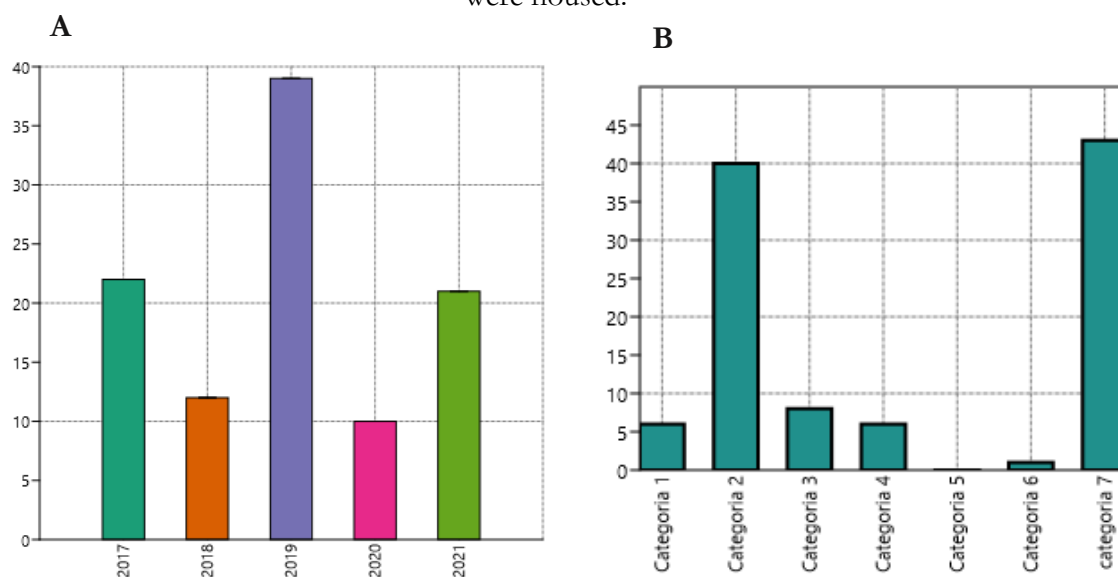 were housed.
A
40
35
30
25
20
15
10
5
0
2017
2018
2019
2020
2021
B
45
40
35
30
25
20
15
10
5
0
Categoria 1
Categoria 2
Categoria 3
Categoria 4
Categoria 5
Categoria 6
categoria 7